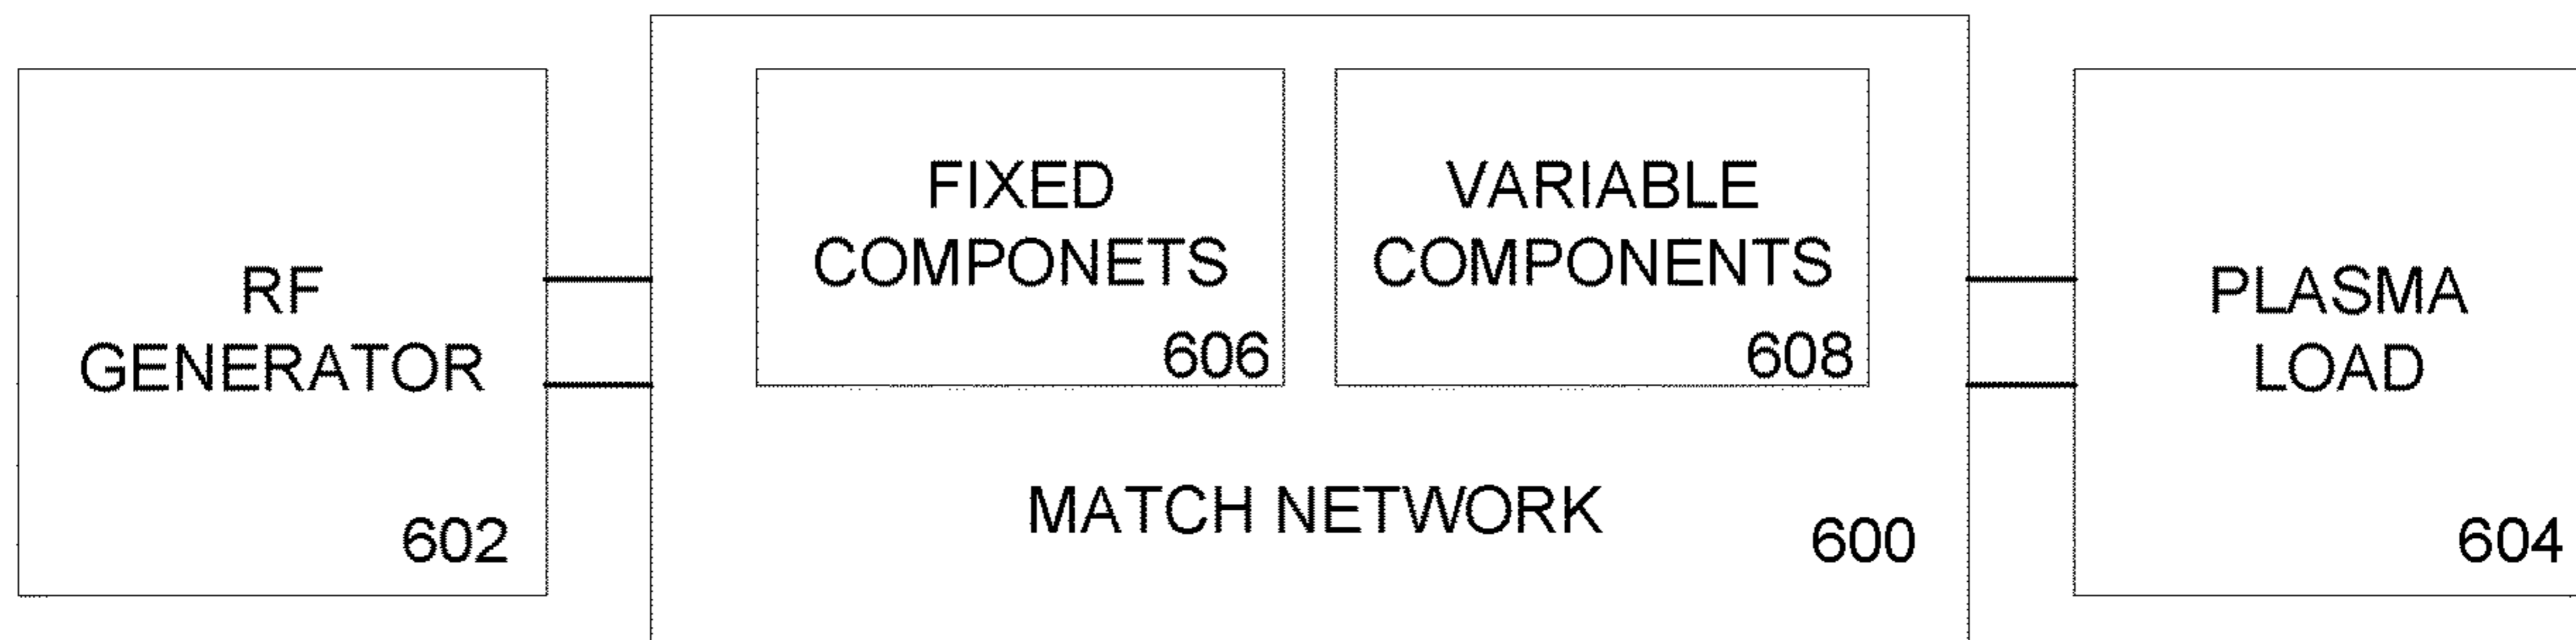 RF
GENERATOR
602
FIXED
COMPONETS
606
VARIABLE
COMPONENTS
608
MATCH NETWORK
600
PLASMA
LOAD
604